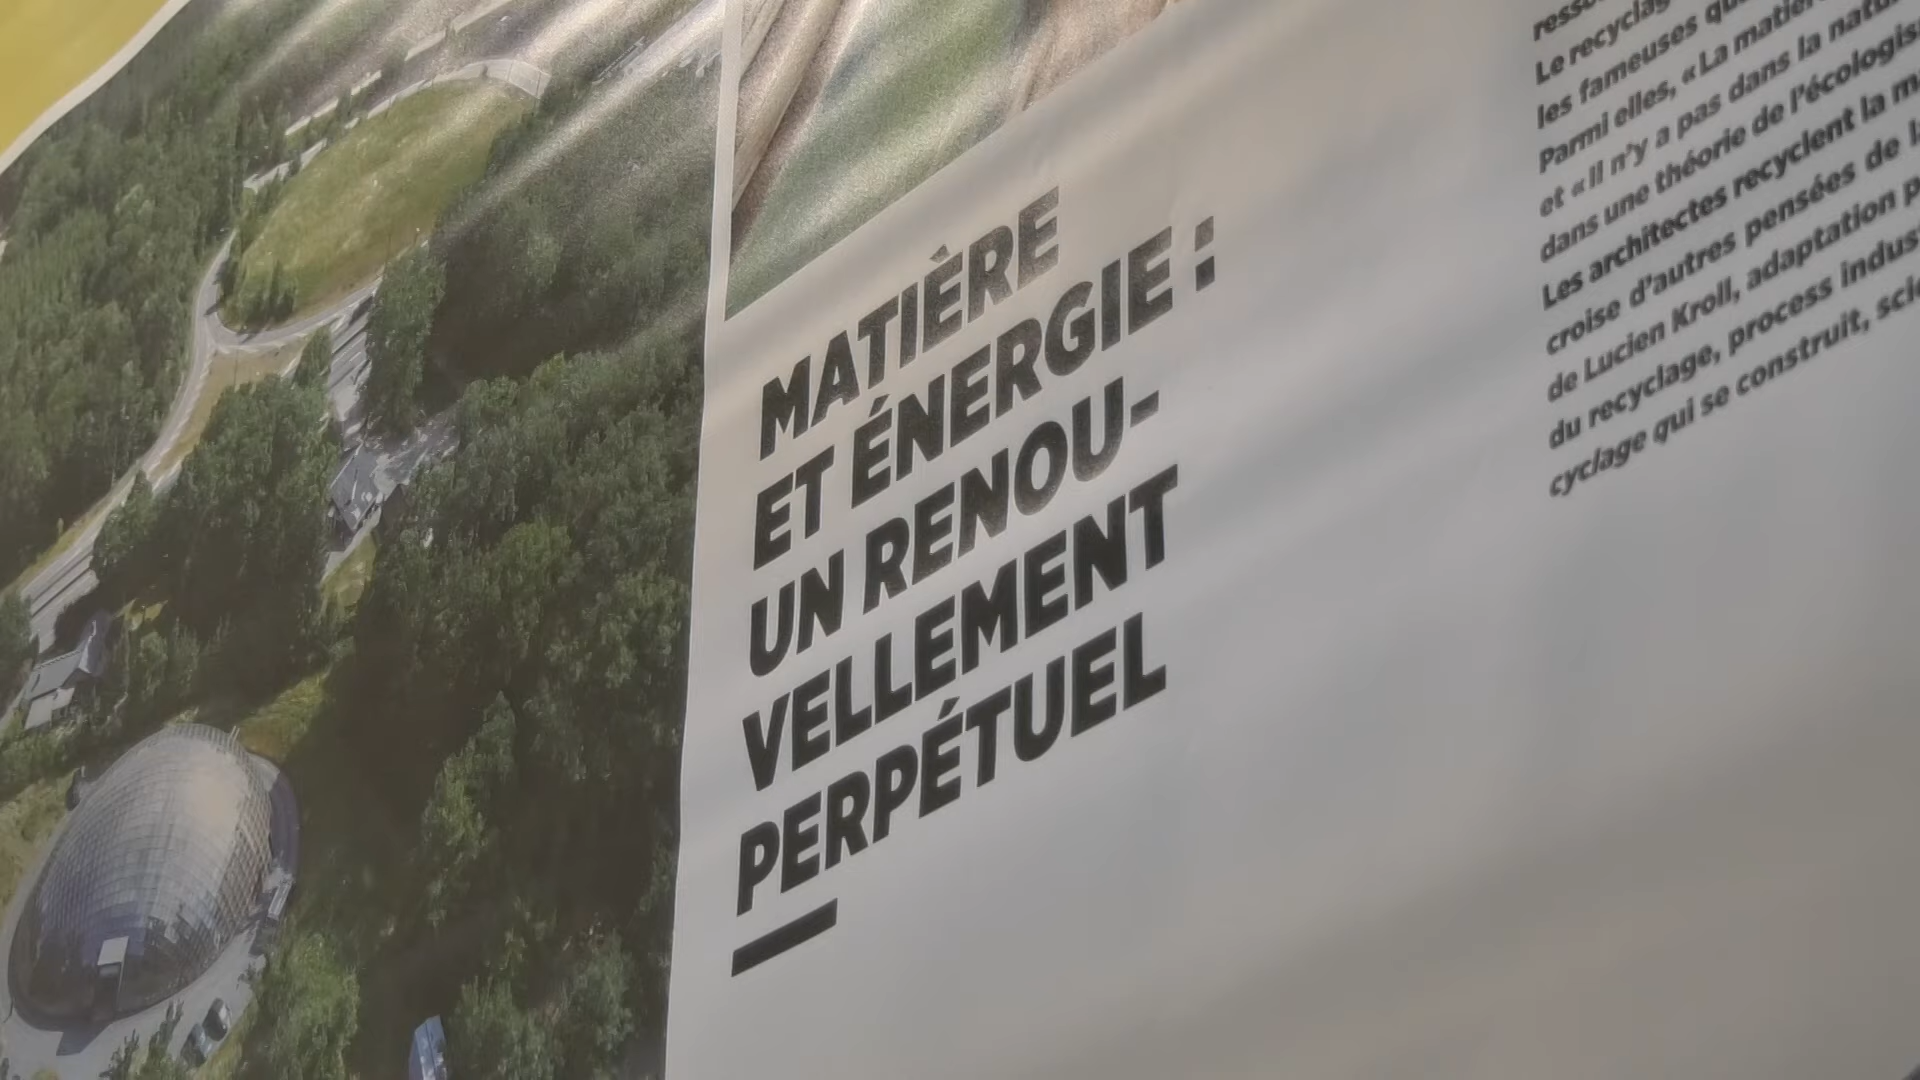 MATIÈRE
ET ÉNERGIE :
UN RENOU-
VELLEMENT
PERPÉTUEL
Le recyclag
les fameuses qu
Parmi elles, « La matièr
et « Il n'y a pas dans la natu
dans une théorie de l'écologis
Les architectes recyclent la m
croise d'autres pensées de l
de Lucien Kroll, adaptation p
du recyclage, process indus
cyclage qui se construit, scie